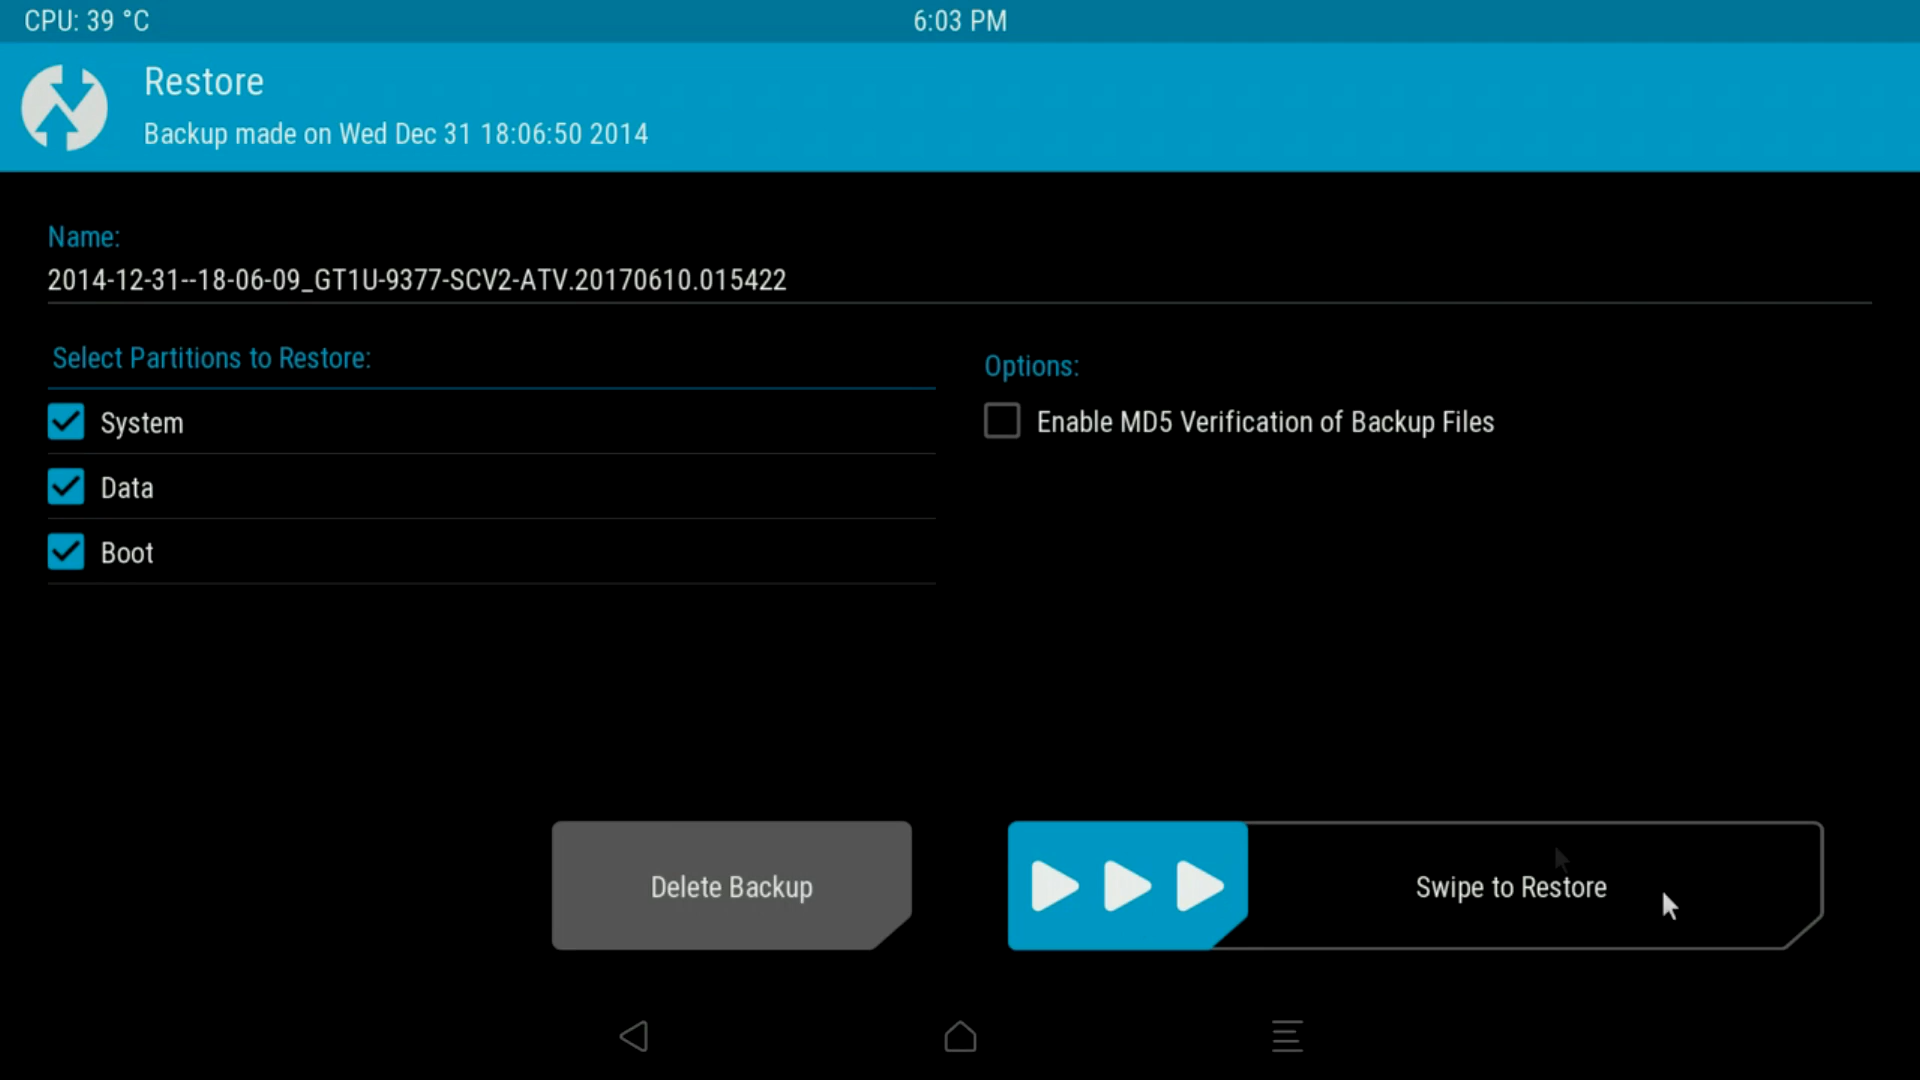 CPU: 39 °C
6:03 PM
Restore
Backup made on Wed Dec 31 18:06:50 2014
Name:
2014-12-31--18-06-09_GT1U-9377-SCV2-ATV.20170610.015422
Select Partitions to Restore:
System
Data
Boot
Options:
Enable MD5 Verification of Backup Files
Delete Backup
Swipe to Restore